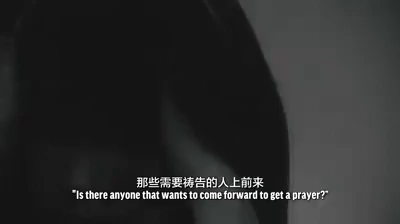 那些需要祷告的人上前来
"Is there anyone that wants to come forward to get a prayer?"